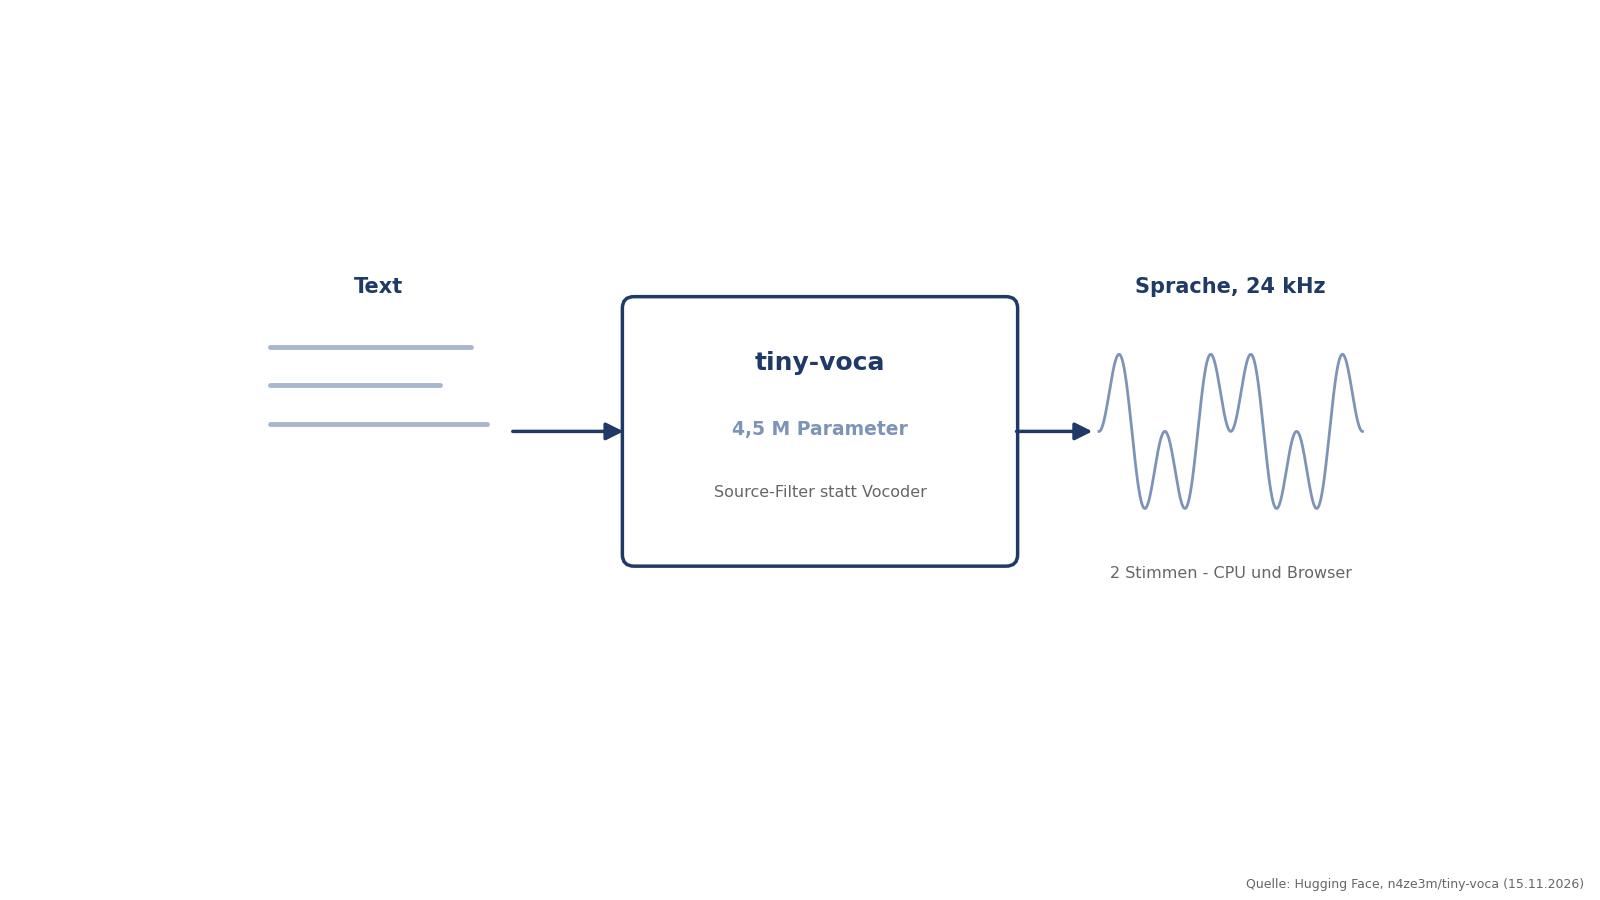 Text
Sprache, 24 kHz
tiny-voca
4,5 M Parameter
Source-Filter statt Vocoder
2 Stimmen - CPU und Browser
Quelle: Hugging Face, n4ze3m/tiny-voca (15.11.2026)